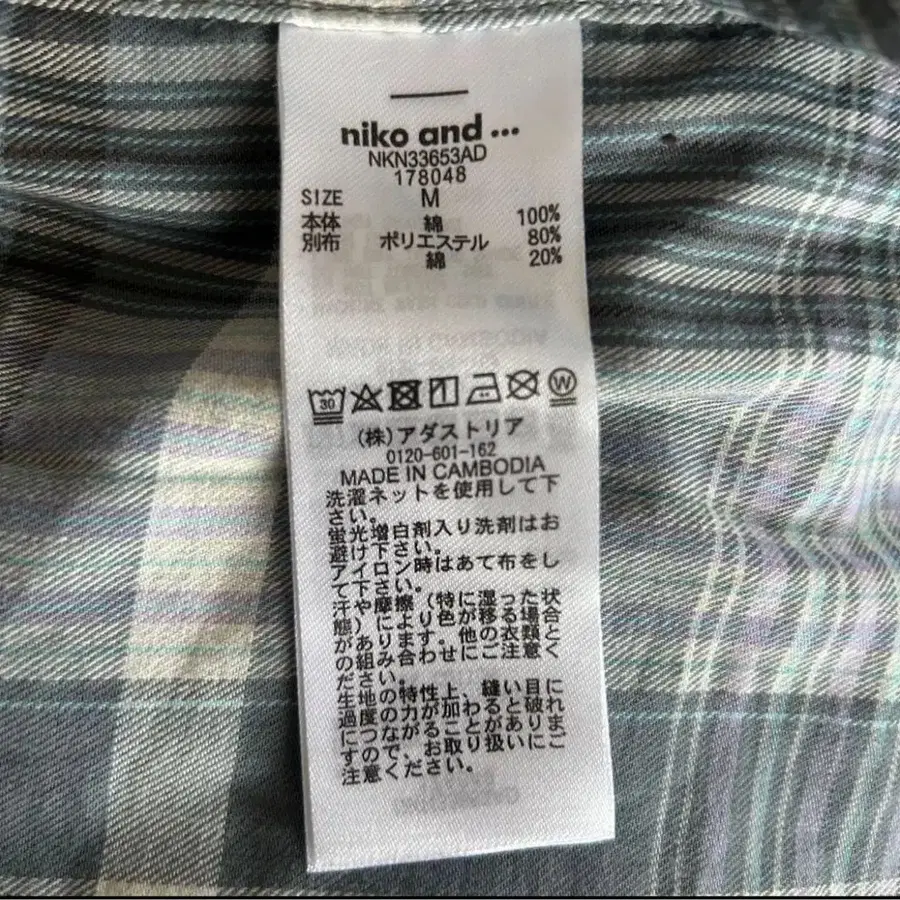 niko and ...
NKN33653AD
178048
SIZE M
本体 綿 100%
別布 ポリエステル 80%
綿 20%
30
W
(株)アダストリア
0120-601-162
MADE IN CAMBODIA
洗濯ネットを使用して下
さい。
蛍光増白剤入り洗剤はお
避け下さい。
アイロン時はあて布をし
て下さい。
汗や摩擦(特に湿った状
態)により色が移る場合
があります。他の衣類と
の組み合わせにご注意く
ださい。
生地の特性上、縫い目に
過度の力が加わると破れ
につながることがありま
すので、お取り扱いにご
注意ください。